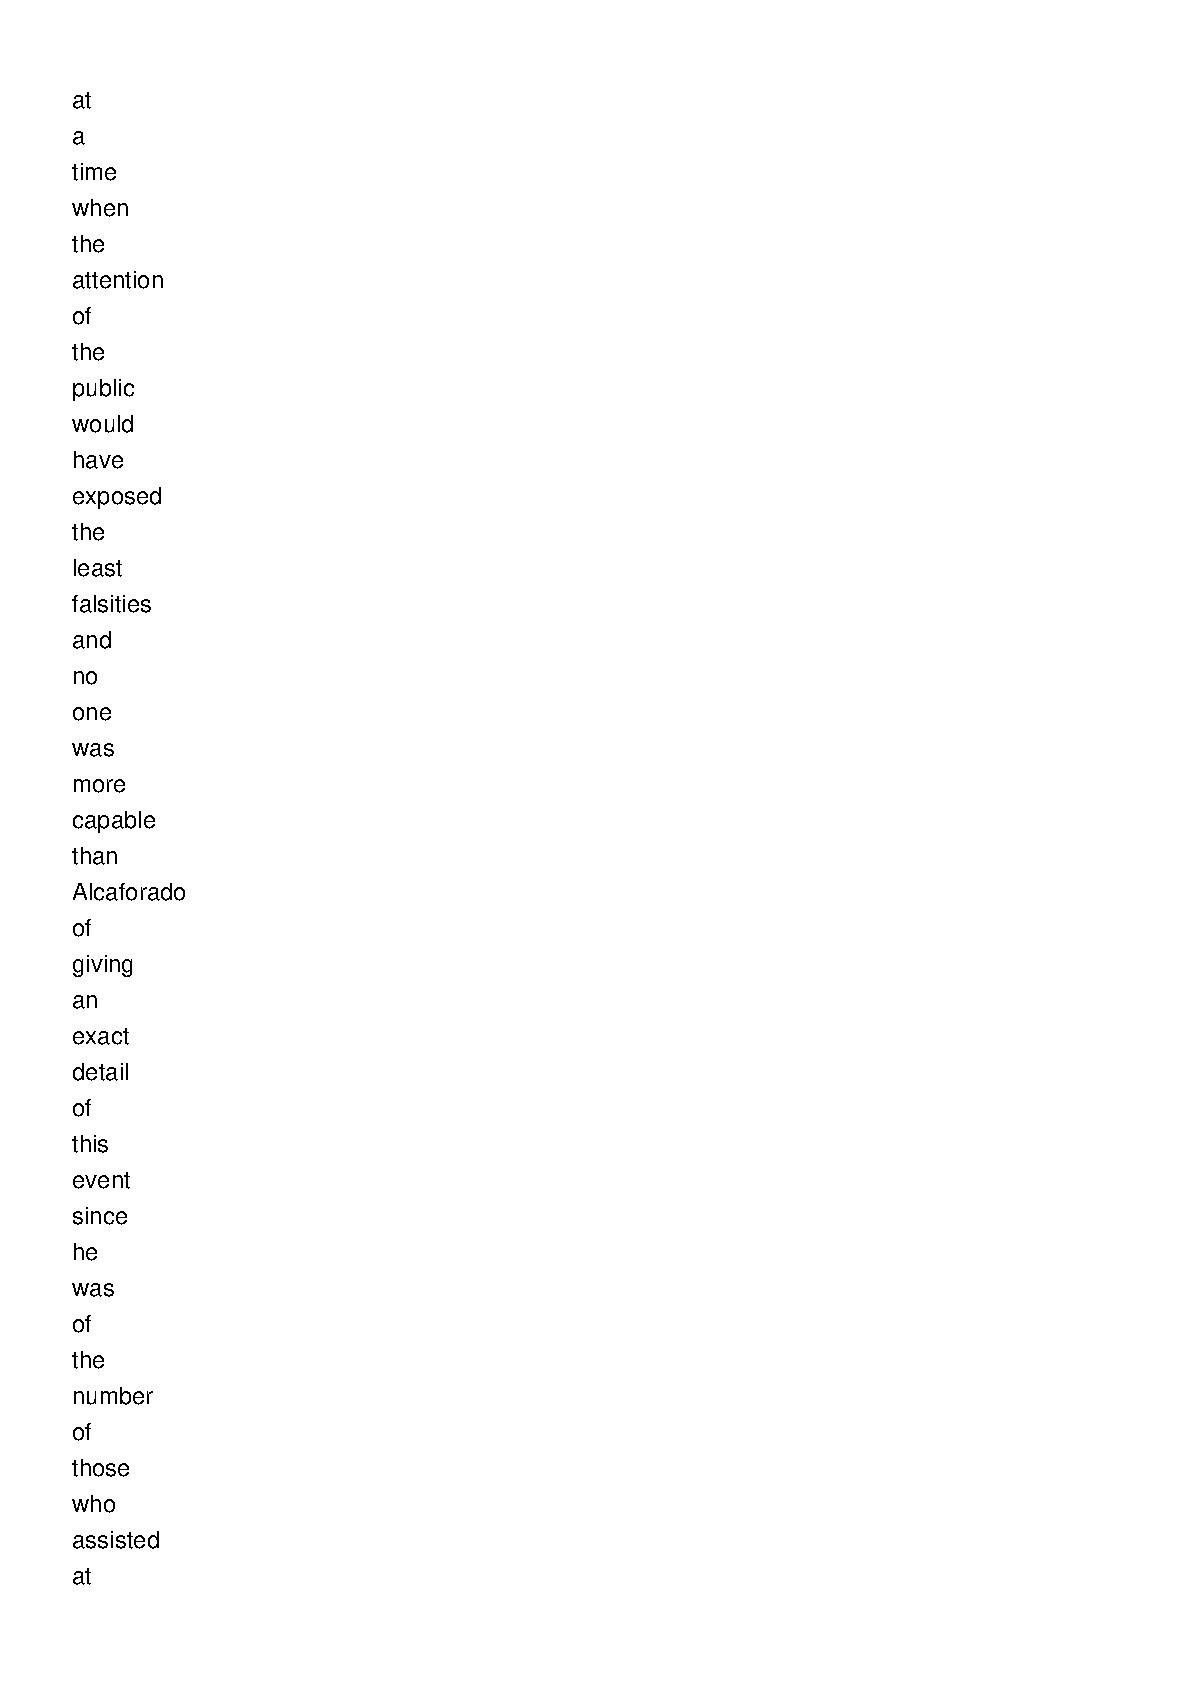 at
a
time
when
the
attention
of
the
public
would
have
exposed
the
least
falsities
and
no
one
was
more
capable
than
Alcaforado
of
giving
an
exact
detail
of
this
event
since
he
was
of
the
number
of
those
who
assisted
at